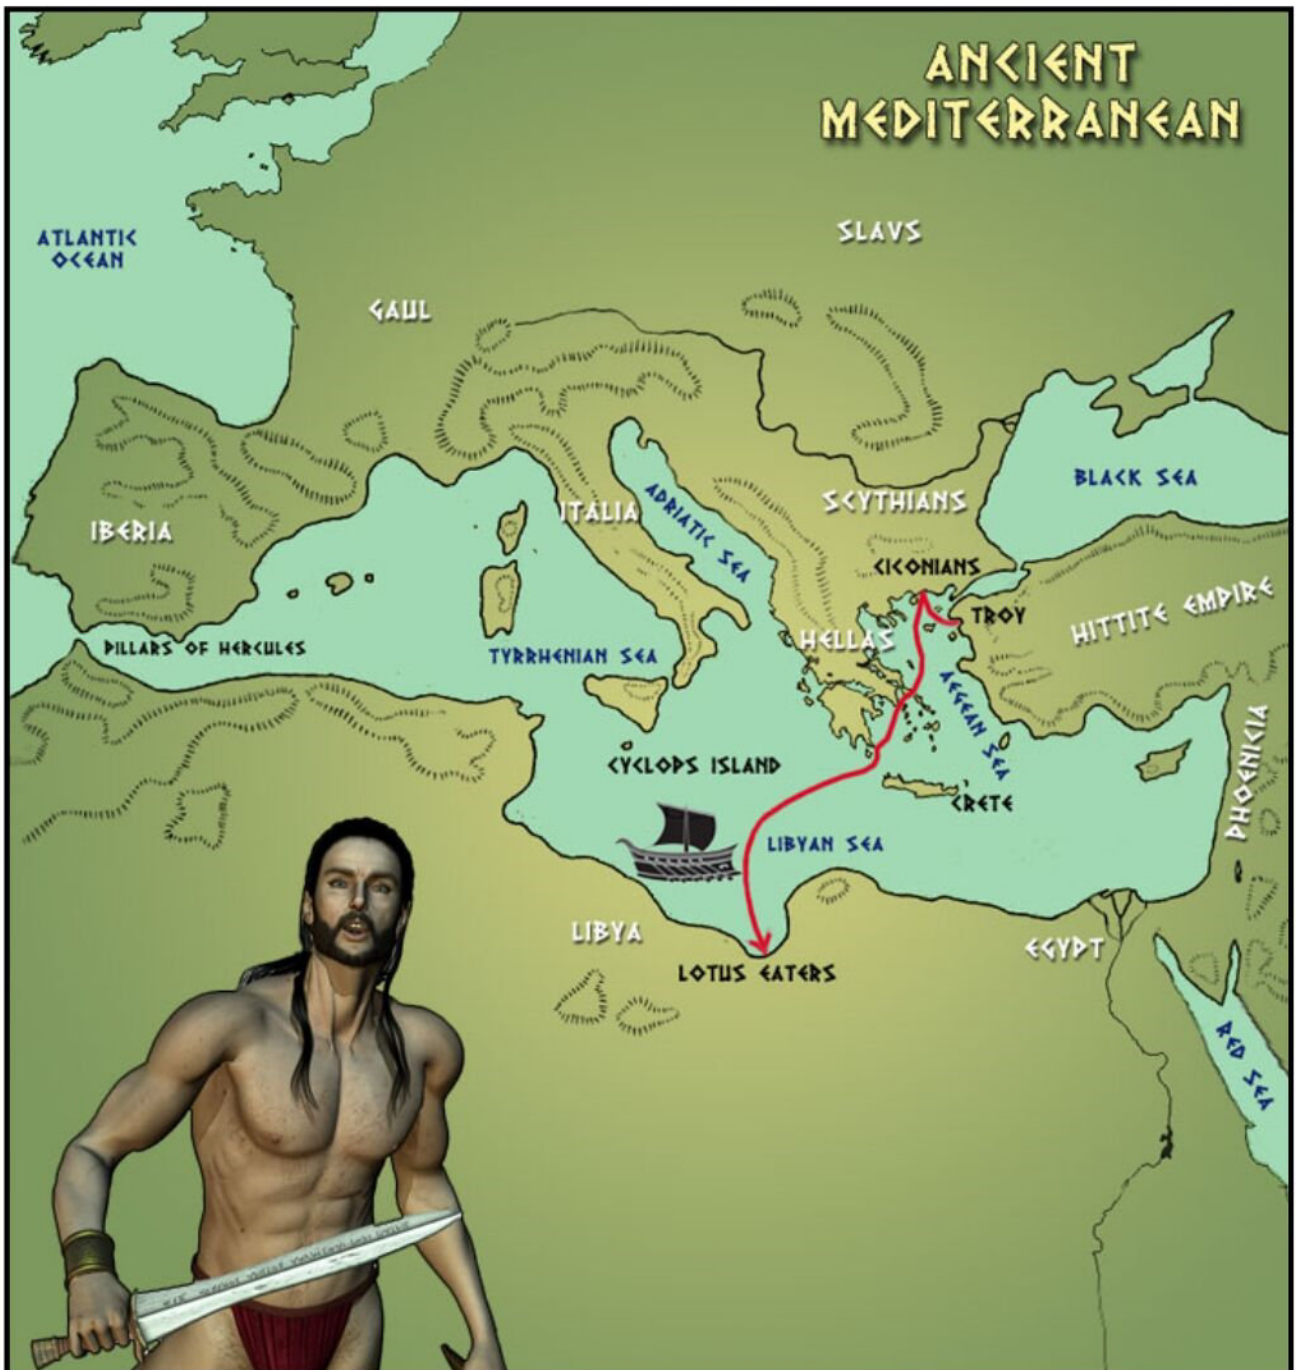 ANCIENT
MEDITERRANEAN
ATLANTIC
OCEAN
SLAVS
GAUL
BLACK SEA
ITALIA
ADRIATIC SEA
SCYTHIANS
IBERIA
CICONIANS
TROY
HITTITE EMPIRE
PILLARS OF HERCULES
TYRRHENIAN SEA
HELLAS
AEGEAN SEA
PHOENICIA
CYCLOPS ISLAND
CRETE
LIBYAN SEA
LIBYA
EGYPT
LOTUS EATERS
RED SEA